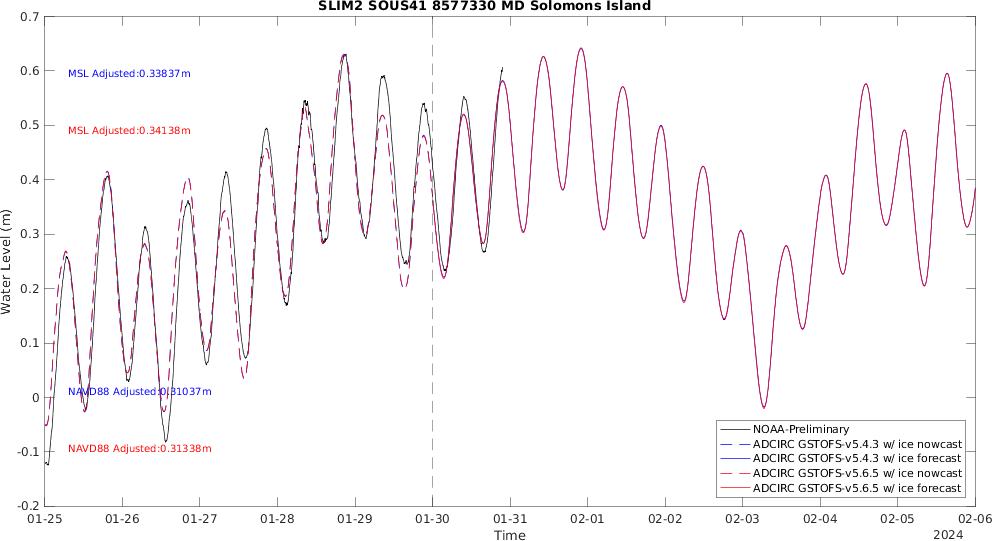 SLIM2 SOUS41 8577330 MD Solomons Island
Water Level (m)
0.7
0.6
0.5
0.4
0.3
0.2
0.1
0
-0.1
-0.2
MSL Adjusted:0.33837m
MSL Adjusted:0.34138m
NAVD88 Adjusted:0.31037m
NAVD88 Adjusted:0.31338m
NOAA-Preliminary
ADCIRC GSTOFS-v5.4.3 w/ ice nowcast
ADCIRC GSTOFS-v5.4.3 w/ ice forecast
ADCIRC GSTOFS-v5.6.5 w/ ice nowcast
ADCIRC GSTOFS-v5.6.5 w/ ice forecast
01-25 01-26 01-27 01-28 01-29 01-30 01-31 02-01 02-02 02-03 02-04 02-05 02-06
Time
2024